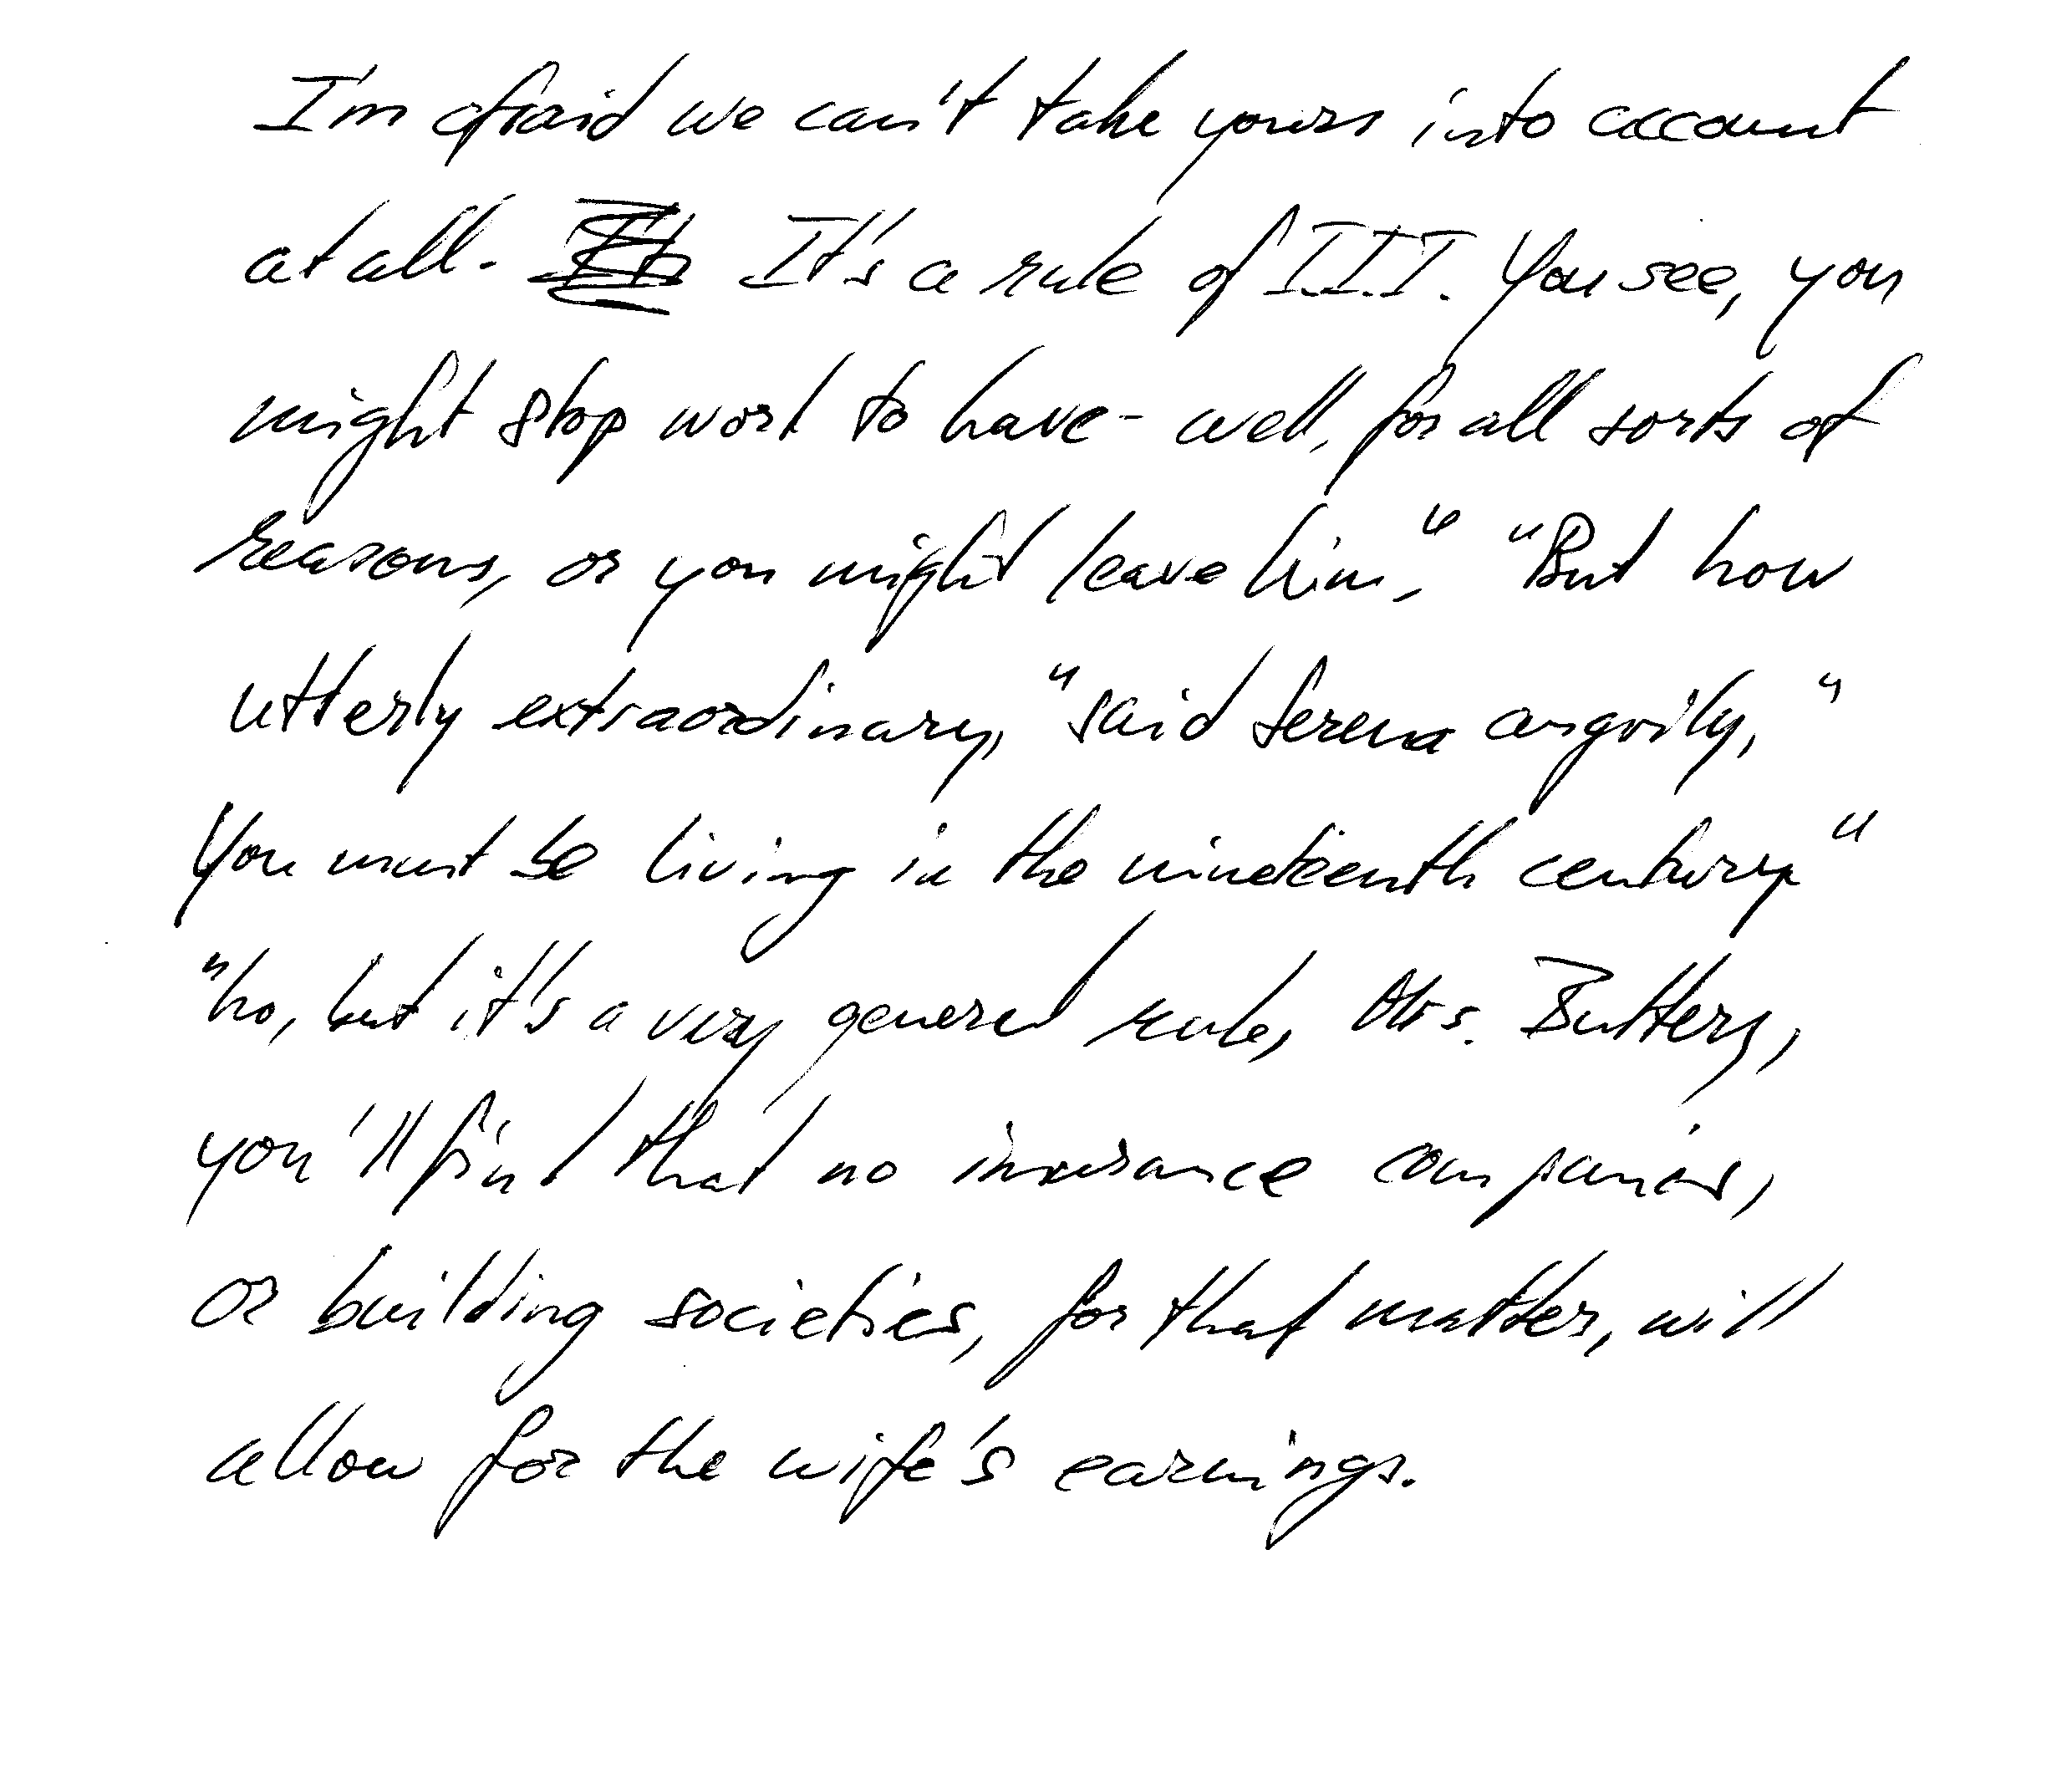 I'm afraid we can't take yours into account
at all. It's a rule of I.I.I. You see, you
might stop work to have - well, for all sorts of
reasons, or you might leave him." "But how
utterly extraordinary," said Serena angrily, "
You must be living in the nineteenth century"
"No, but it's a very general rule, Mrs. Buttery,
you'll find that no insurance companies,
or building societies, for that matter, will
allow for the wife's earnings.